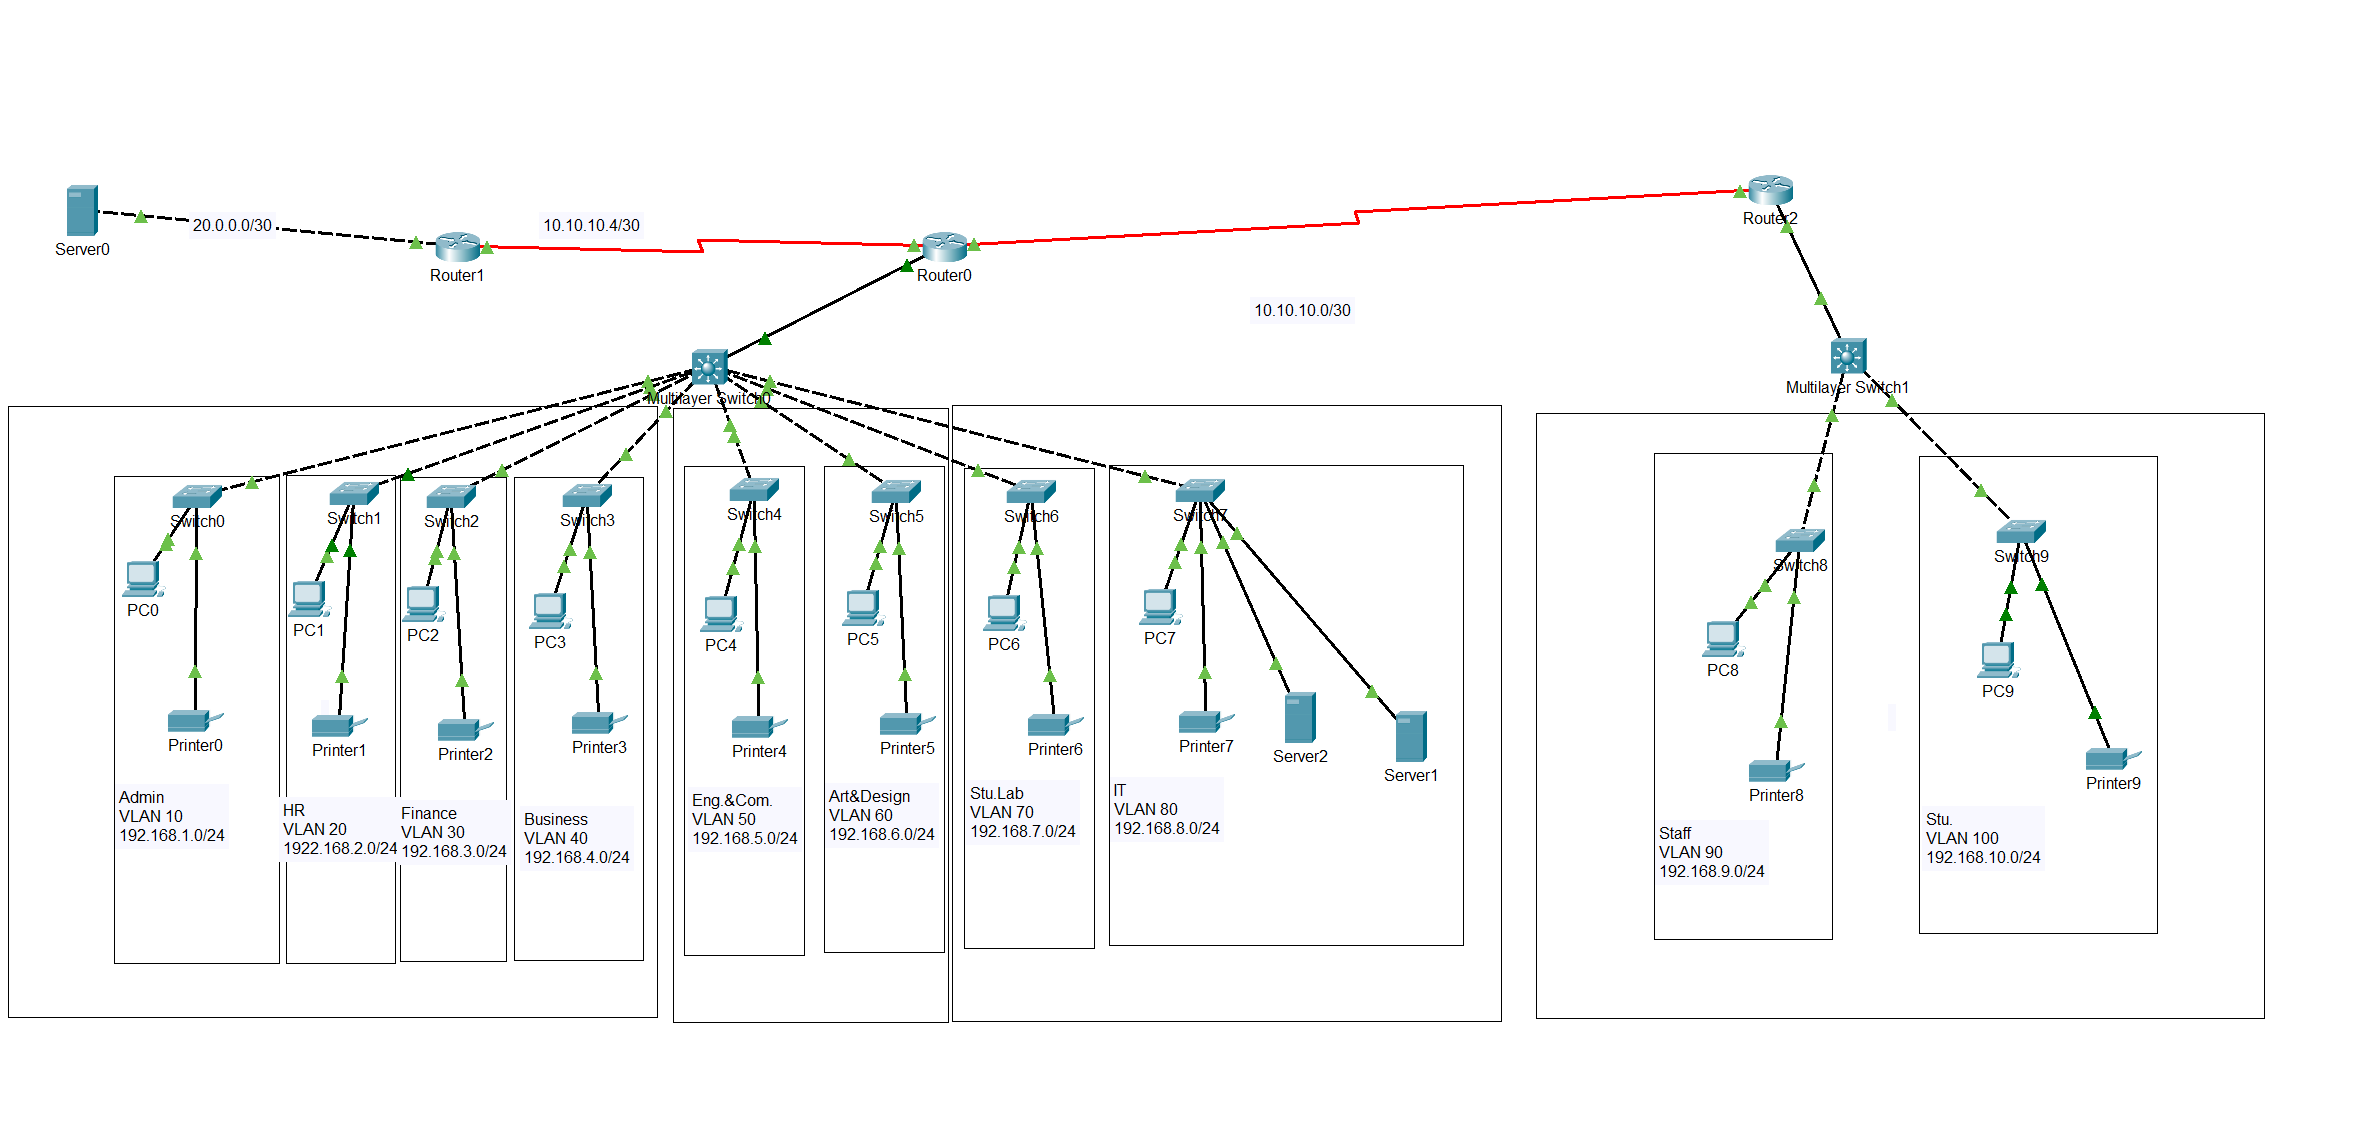 Server0
20.0.0.0/30
10.10.10.4/30
Router1
Router0
Router2
10.10.10.0/30
Multilayer Switch0
Multilayer Switch1
Switch0
Switch1
Switch2
Switch3
Switch4
Switch5
Switch6
Switch7
Switch8
Switch9
PC0
PC1
PC2
PC3
PC4
PC5
PC6
PC7
PC8
PC9
Printer0
Printer1
Printer2
Printer3
Printer4
Printer5
Printer6
Printer7
Server2
Server1
Printer8
Printer9
Admin
VLAN 10
192.168.1.0/24
HR
VLAN 20
1922.168.2.0/24
Finance
VLAN 30
192.168.3.0/24
Business
VLAN 40
192.168.4.0/24
Eng.&Com.
VLAN 50
192.168.5.0/24
Art&Design
VLAN 60
192.168.6.0/24
Stu.Lab
VLAN 70
192.168.7.0/24
IT
VLAN 80
192.168.8.0/24
Staff
VLAN 90
192.168.9.0/24
Stu.
VLAN 100
192.168.10.0/24